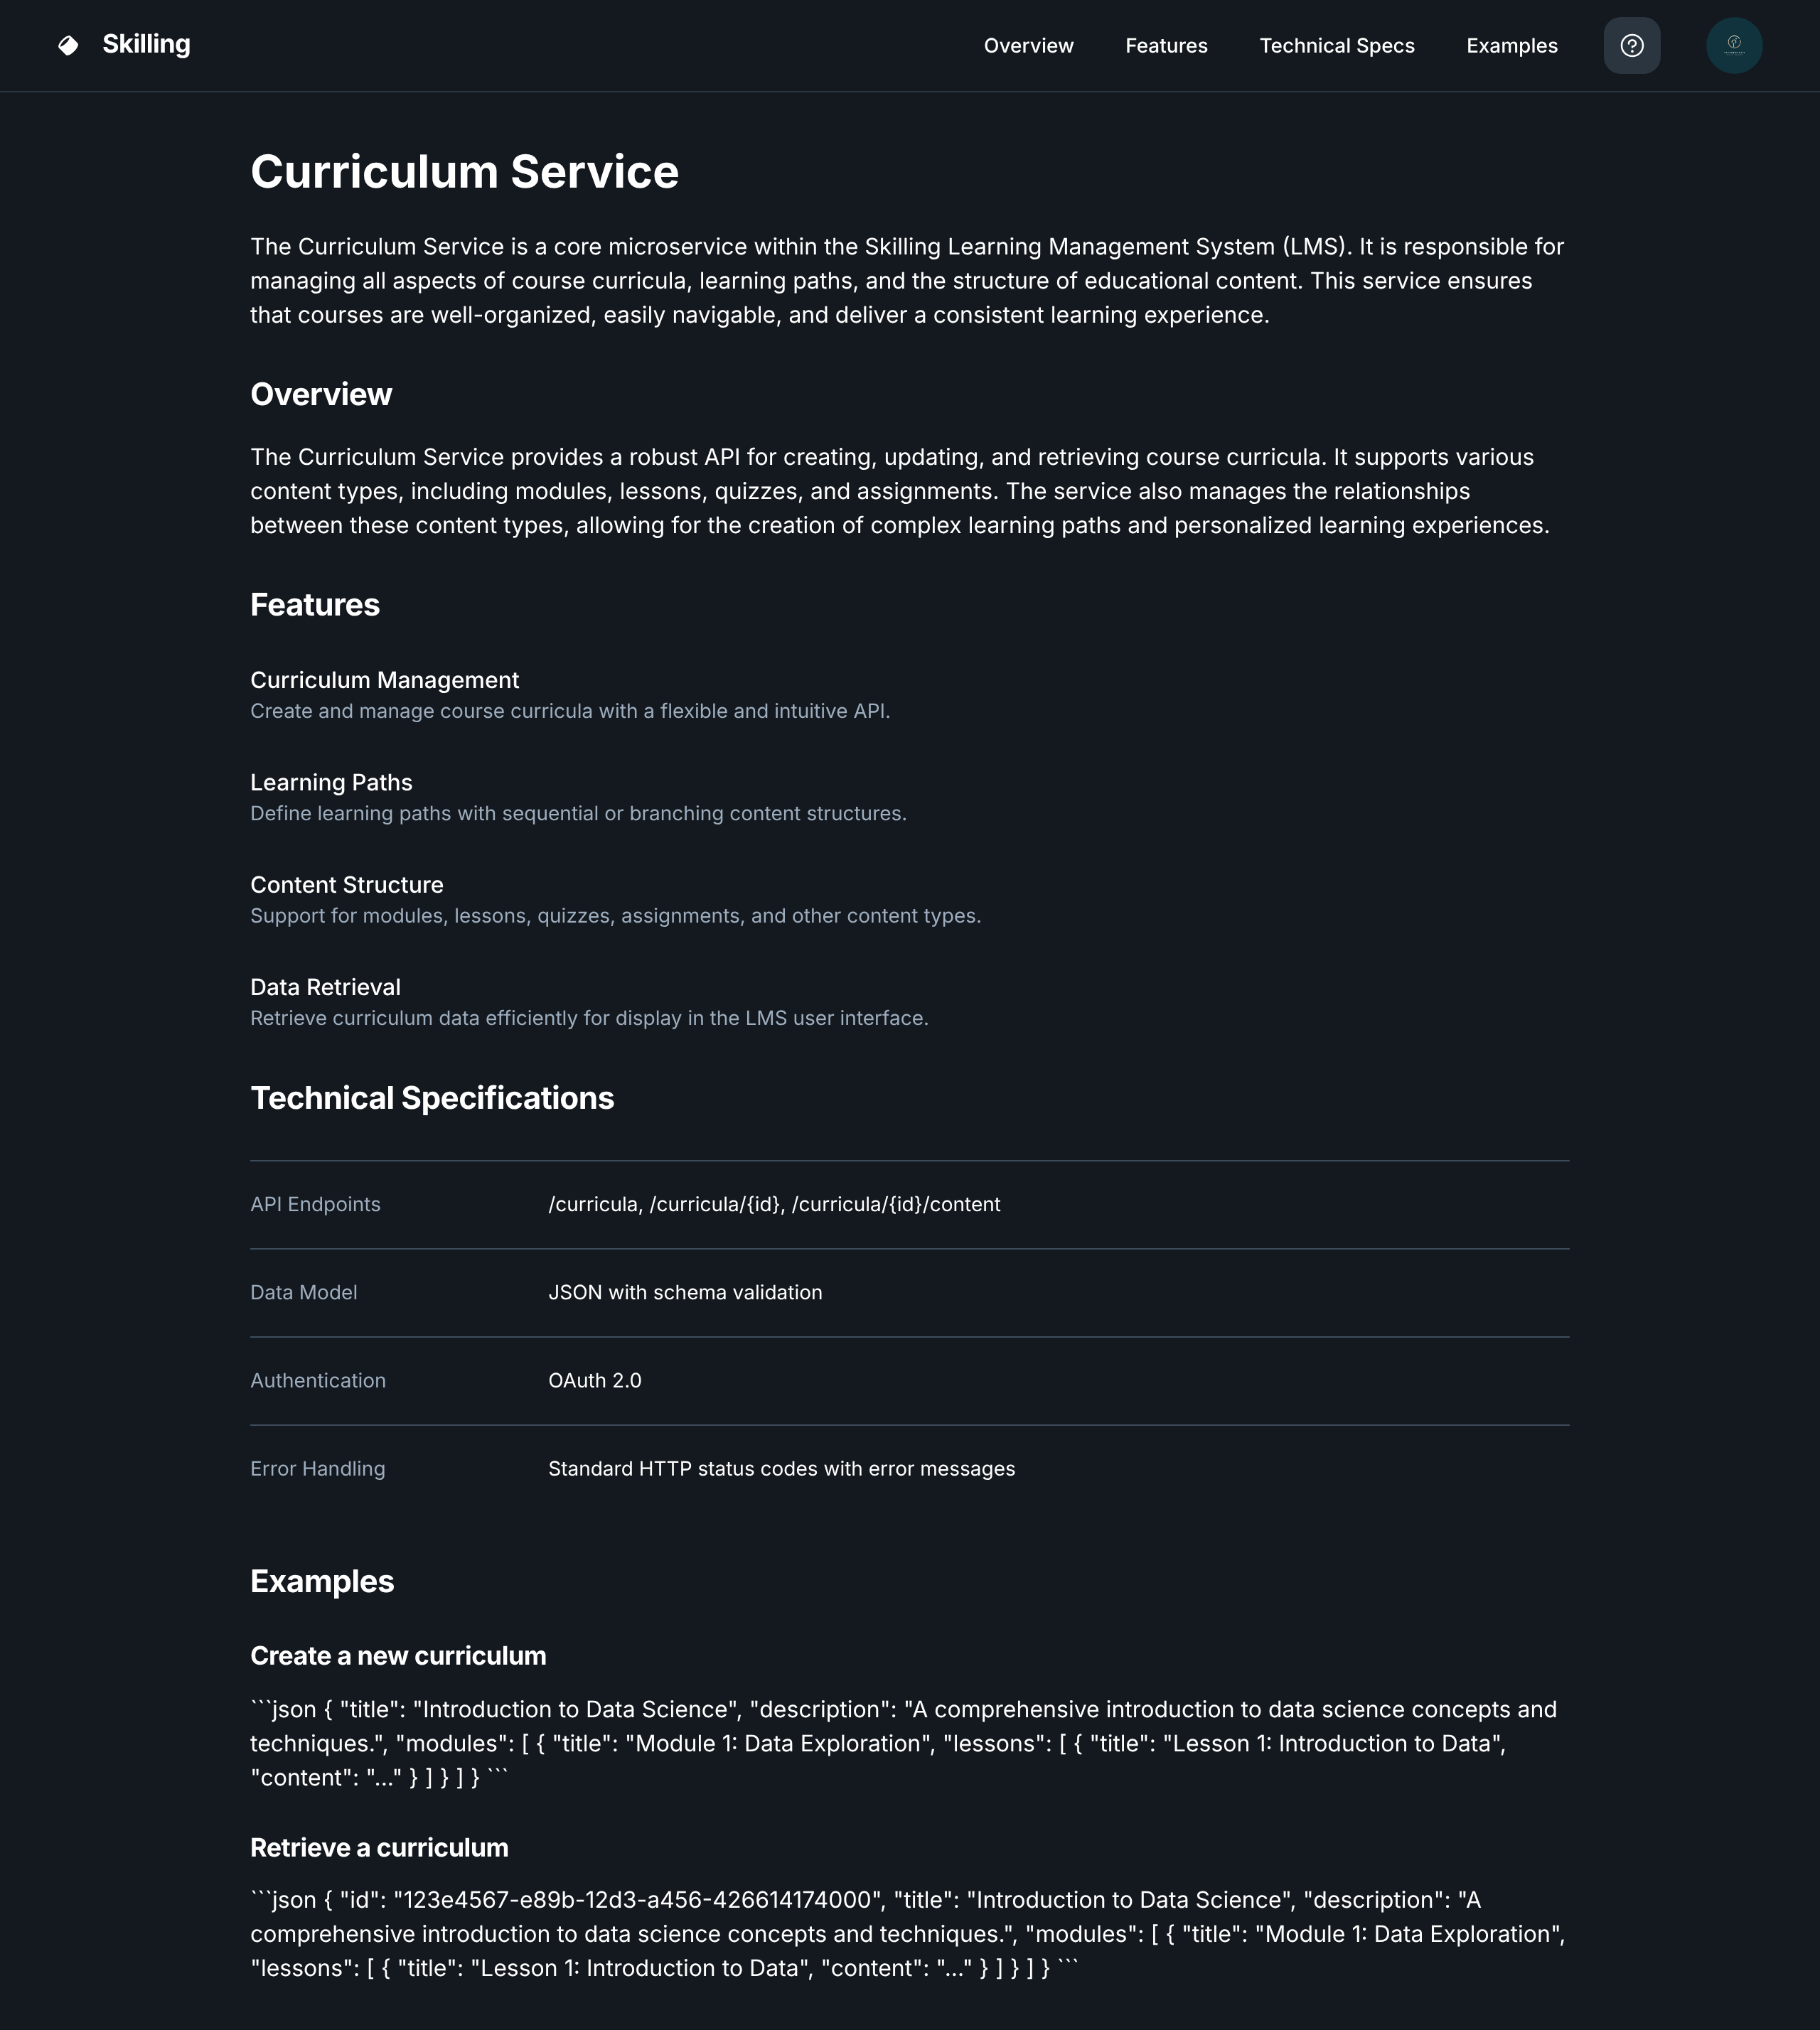 Skilling
Overview
Features
Technical Specs
Examples
Curriculum Service
The Curriculum Service is a core microservice within the Skilling Learning Management System (LMS). It is responsible for
managing all aspects of course curricula, learning paths, and the structure of educational content. This service ensures
that courses are well-organized, easily navigable, and deliver a consistent learning experience.
Overview
The Curriculum Service provides a robust API for creating, updating, and retrieving course curricula. It supports various
content types, including modules, lessons, quizzes, and assignments. The service also manages the relationships
between these content types, allowing for the creation of complex learning paths and personalized learning experiences.
Features
Curriculum Management
Create and manage course curricula with a flexible and intuitive API.
Learning Paths
Define learning paths with sequential or branching content structures.
Content Structure
Support for modules, lessons, quizzes, assignments, and other content types.
Data Retrieval
Retrieve curriculum data efficiently for display in the LMS user interface.
Technical Specifications
API Endpoints
/curricula, /curricula/{id}, /curricula/{id}/content
Data Model
JSON with schema validation
Authentication
OAuth 2.0
Error Handling
Standard HTTP status codes with error messages
Examples
Create a new curriculum
```json { "title": "Introduction to Data Science", "description": "A comprehensive introduction to data science concepts and
techniques.", "modules": [ { "title": "Module 1: Data Exploration", "lessons": [ { "title": "Lesson 1: Introduction to Data",
"content": "..." } ] } ] } ```
Retrieve a curriculum
```json { "id": "123e4567-e89b-12d3-a456-426614174000", "title": "Introduction to Data Science", "description": "A
comprehensive introduction to data science concepts and techniques.", "modules": [ { "title": "Module 1: Data Exploration",
"lessons": [ { "title": "Lesson 1: Introduction to Data", "content": "..." } ] } ] } ```